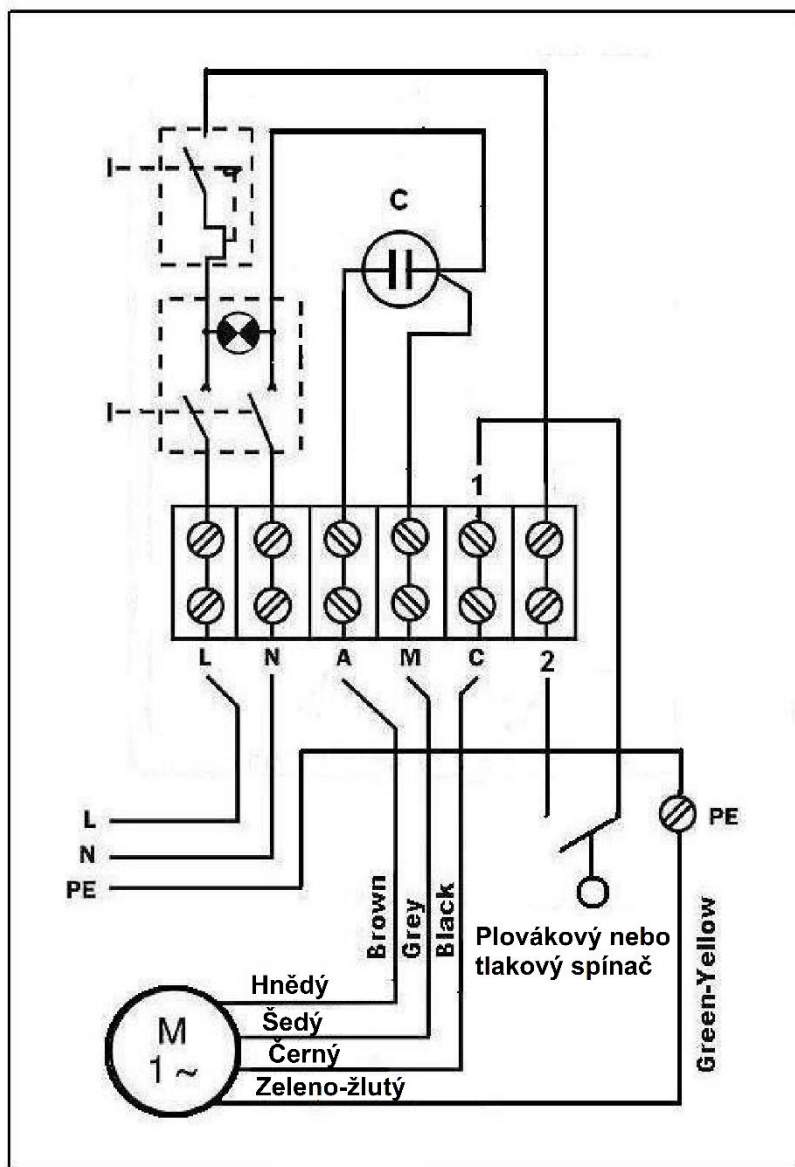 C
1
L N A M C 2
L
N
PE
PE
Brown
Grey
Black
Green-Yellow
Plovákový nebo
tlakový spínač
Hnědý
Šedý
Černý
Zeleno-žlutý
M
1 ~